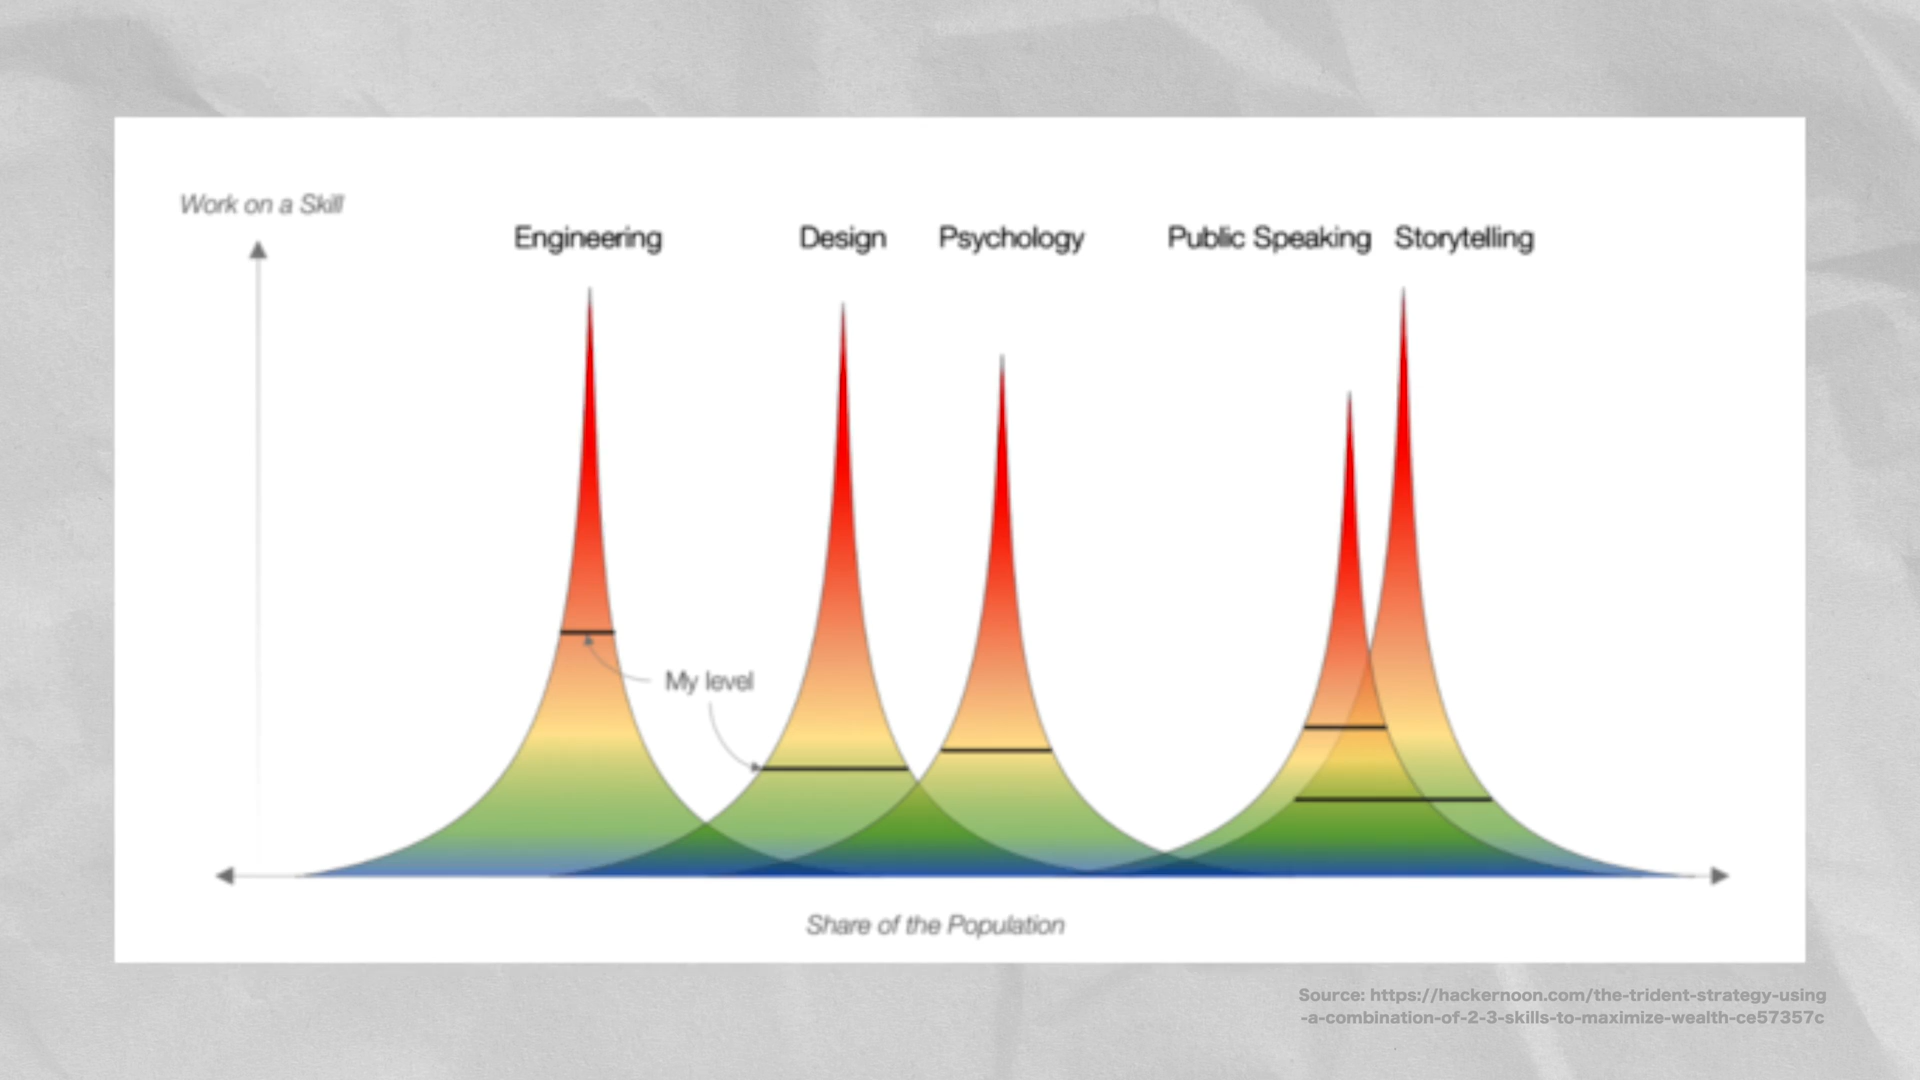 Work on a Skill
Engineering
Design
Psychology
Public Speaking
Storytelling
My level
Share of the Population
Source: https://hackernoon.com/the-trident-strategy-using
-a-combination-of-2-3-skills-to-maximize-wealth-ce57357c